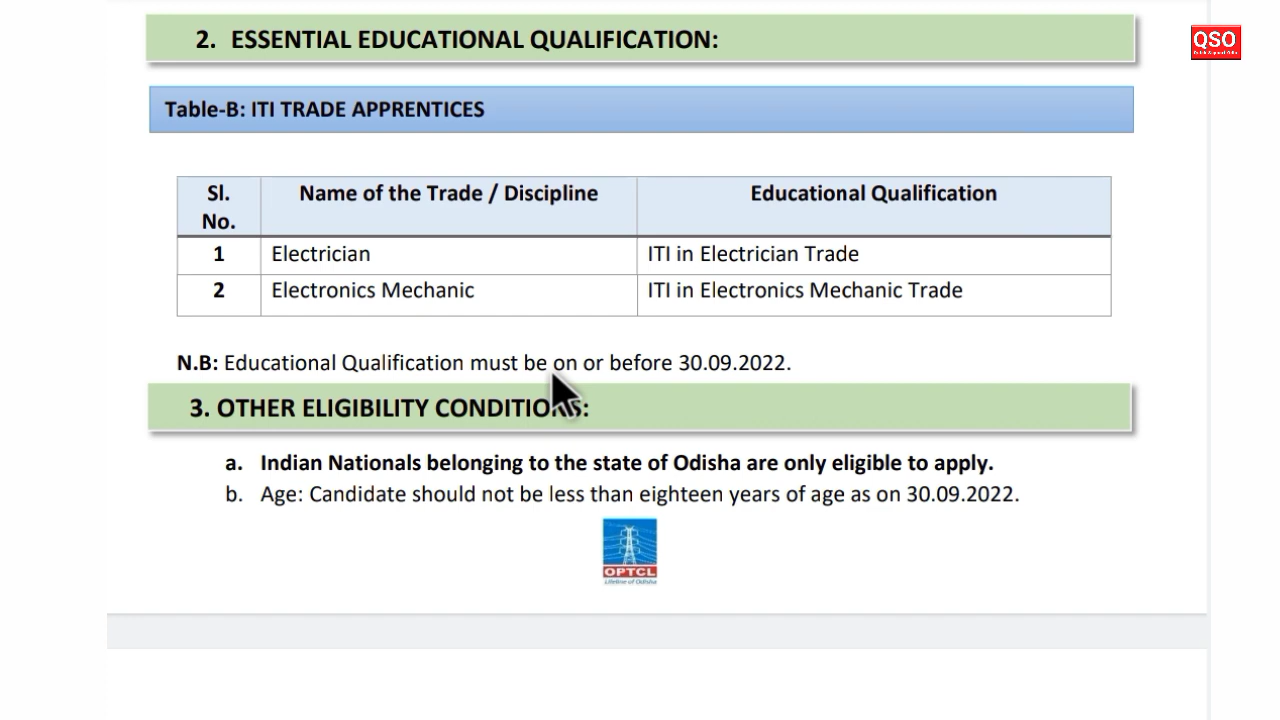 2. ESSENTIAL EDUCATIONAL QUALIFICATION:
QSO
Table-B: ITI TRADE APPRENTICES
Sl. No. Name of the Trade / Discipline Educational Qualification
1 Electrician ITI in Electrician Trade
2 Electronics Mechanic ITI in Electronics Mechanic Trade
N.B: Educational Qualification must be on or before 30.09.2022.
3. OTHER ELIGIBILITY CONDITIONS:
a. Indian Nationals belonging to the state of Odisha are only eligible to apply.
b. Age: Candidate should not be less than eighteen years of age as on 30.09.2022.
OPTCL
Lifeline of Odisha